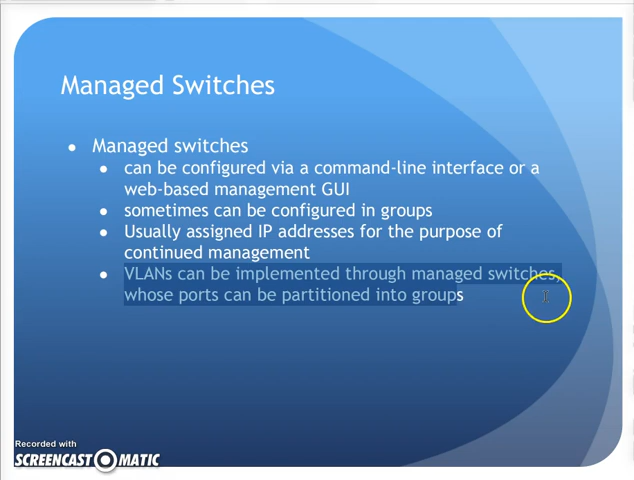 Managed Switches
Managed switches
can be configured via a command-line interface or a
web-based management GUI
sometimes can be configured in groups
Usually assigned IP addresses for the purpose of
continued management
VLANs can be implemented through managed switches,
whose ports can be partitioned into groups
Recorded with
SCREENCAST MATIC